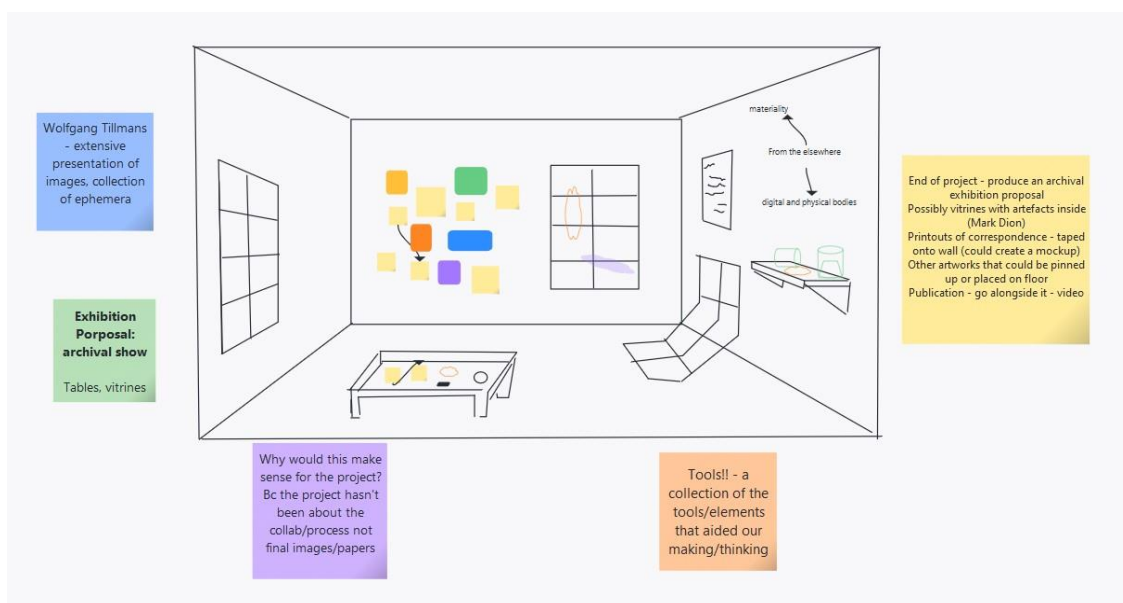 Wolfgang Tillmans
- extensive
presentation of
images, collection
of ephemera
Exhibition
Porposal:
archival show
Tables, vitrines
materiality
From the elsewhere
digital and physical bodies
End of project - produce an archival
exhibition proposal
Possibly vitrines with artefacts inside
(Mark Dion)
Printouts of correspondence - taped
onto wall (could create a mockup)
Other artworks that could be pinned
up or placed on floor
Publication - go alongside it - video
Why would this make
sense for the project?
Bc the project hasn't
been about the
collab/process not
final images/papers
Tools!! - a
collection of the
tools/elements
that aided our
making/thinking